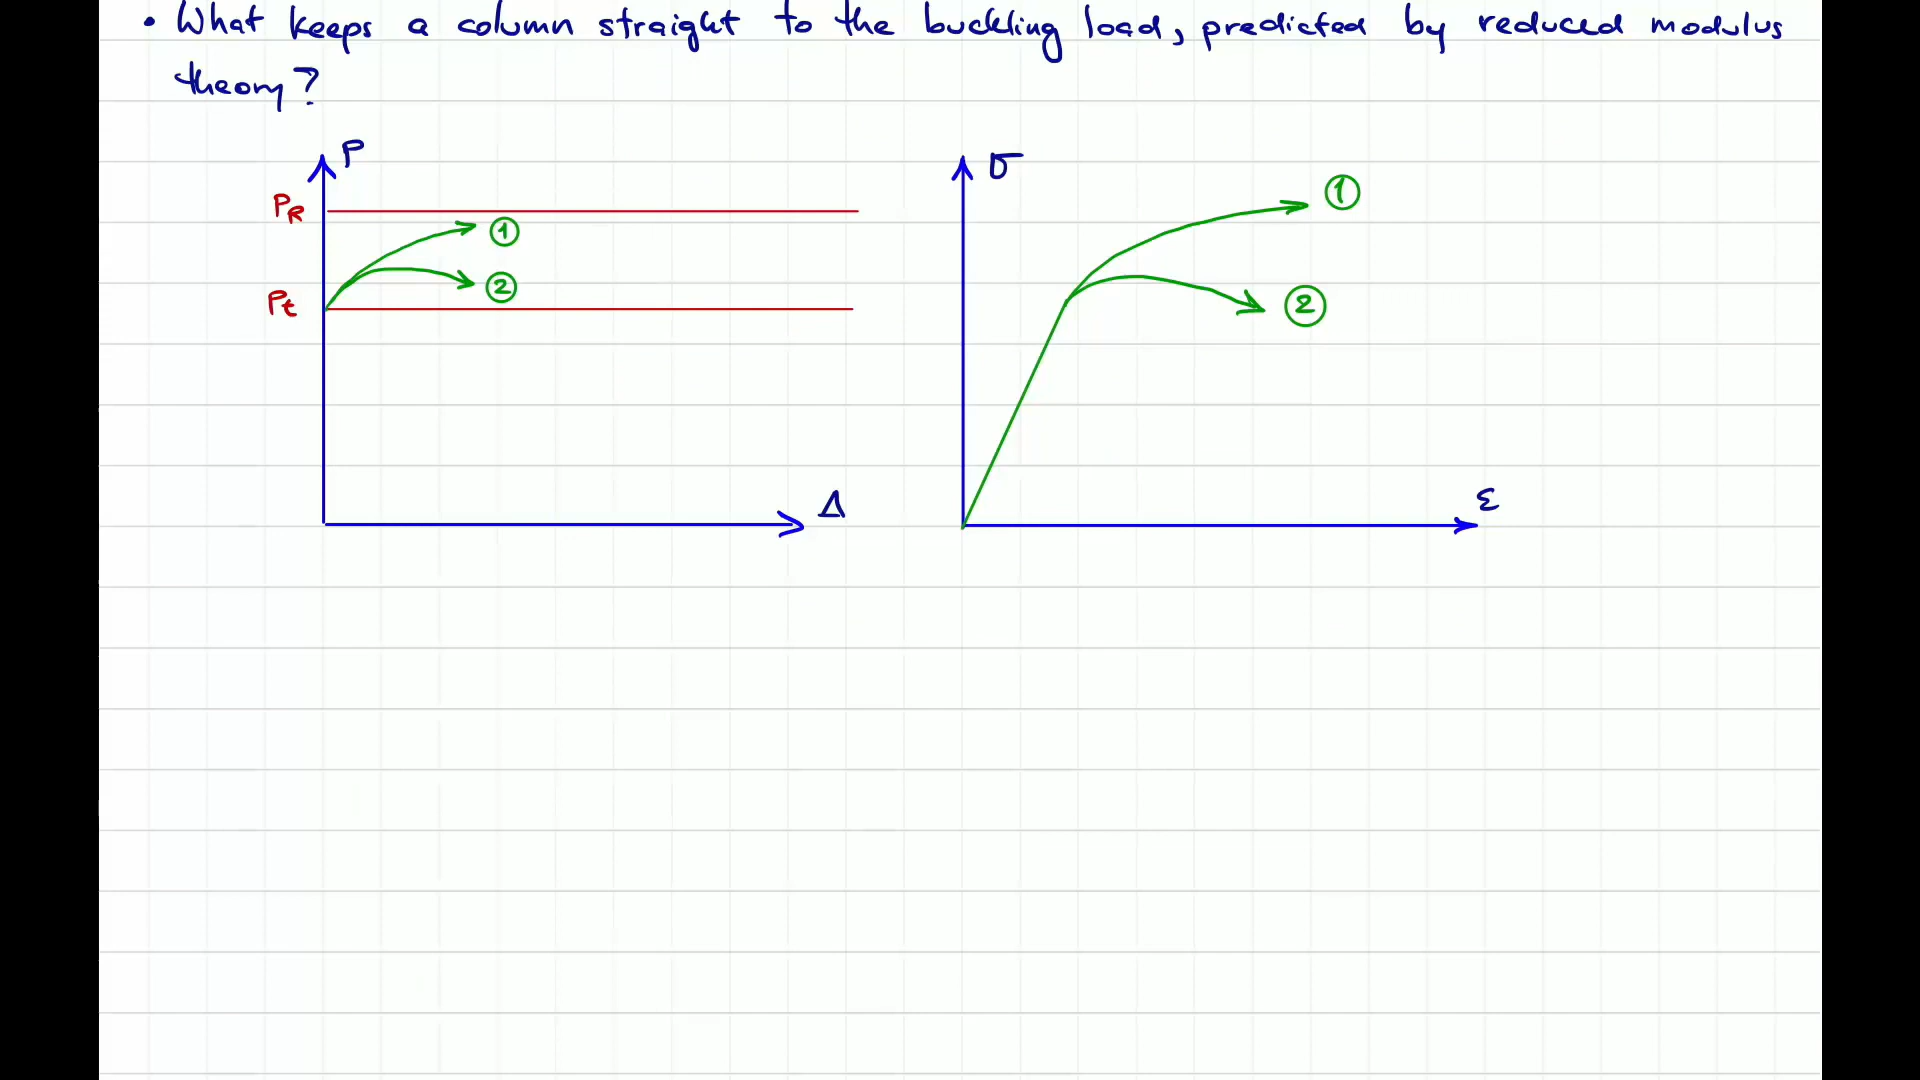 • What keeps a column straight to the buckling load, predicted by reduced modulus
theory?
P
σ
P_R
①
①
②
P_t
②
Δ
ε